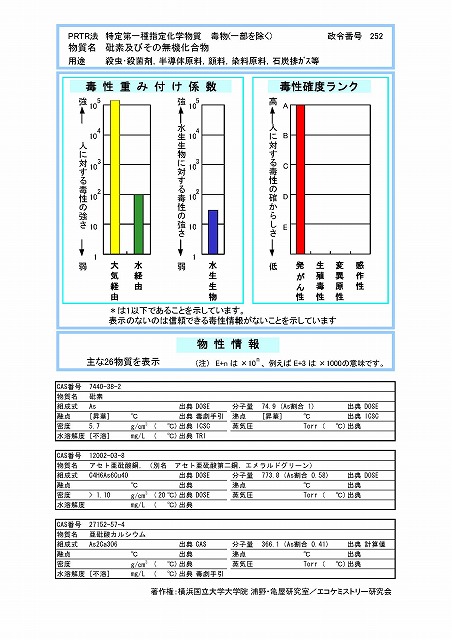 PRTR法 特定第一種指定化学物質 毒物(一部を除く) 政令番号 252
物質名 砒素及びその無機化合物
用途 殺虫・殺菌剤, 半導体原料, 顔料, 染料原料, 石炭排ガス等
毒性重み付け係数
強 人に対する毒性の強さ 弱
10⁵
10⁴
10³
10²
10
1
大気経由 水経由
強 水生生物に対する毒性の強さ 弱
10⁵
10⁴
10³
10²
10
1
水生生物
毒性確度ランク
高 人に対する毒性の確からしさ 低
A
B
C
D
E
発がん性 生殖毒性 変異原性 感作性
*は1以下であることを示しています。
表示のないのは信頼できる毒性情報がないことを示しています
物性情報
主な26物質を表示 (注) E+n は ×10ⁿ、例えば E+3 は ×1000の意味です。
CAS番号 7440-38-2
物質名 砒素
組成式 As 出典 DOSE 分子量 74.9 (As割合 1) 出典 DOSE
融点 [昇華] ℃ 出典 毒劇手引 沸点 [昇華] ℃ 出典 ICSC
密度 5.7 g/cm³ ( ℃) 出典 ICSC 蒸気圧 Torr ( ℃) 出典
水溶解度 [不溶] mg/L ( ℃) 出典 TRI
CAS番号 12002-03-8
物質名 アセト亜砒酸銅, (別名 アセト亜砒酸第二銅, エメラルドグリーン)
組成式 C4H6As6Cu4O 出典 DOSE 分子量 773.8 (As割合 0.58) 出典 DOSE
融点 ℃ 出典 沸点 ℃ 出典
密度 > 1.10 g/cm³ (20 ℃) 出典 DOSE 蒸気圧 Torr ( ℃) 出典
水溶解度 mg/L ( ℃) 出典
CAS番号 27152-57-4
物質名 亜砒酸カルシウム
組成式 As2Ca3O6 出典 CAS 分子量 366.1 (As割合 0.41) 出典 計算値
融点 ℃ 出典 沸点 ℃ 出典
密度 g/cm³ ( ℃) 出典 蒸気圧 Torr ( ℃) 出典
水溶解度 [不溶] mg/L ( ℃) 出典 毒劇手引
著作権：横浜国立大学大学院 浦野・亀屋研究室／エコケミストリー研究会